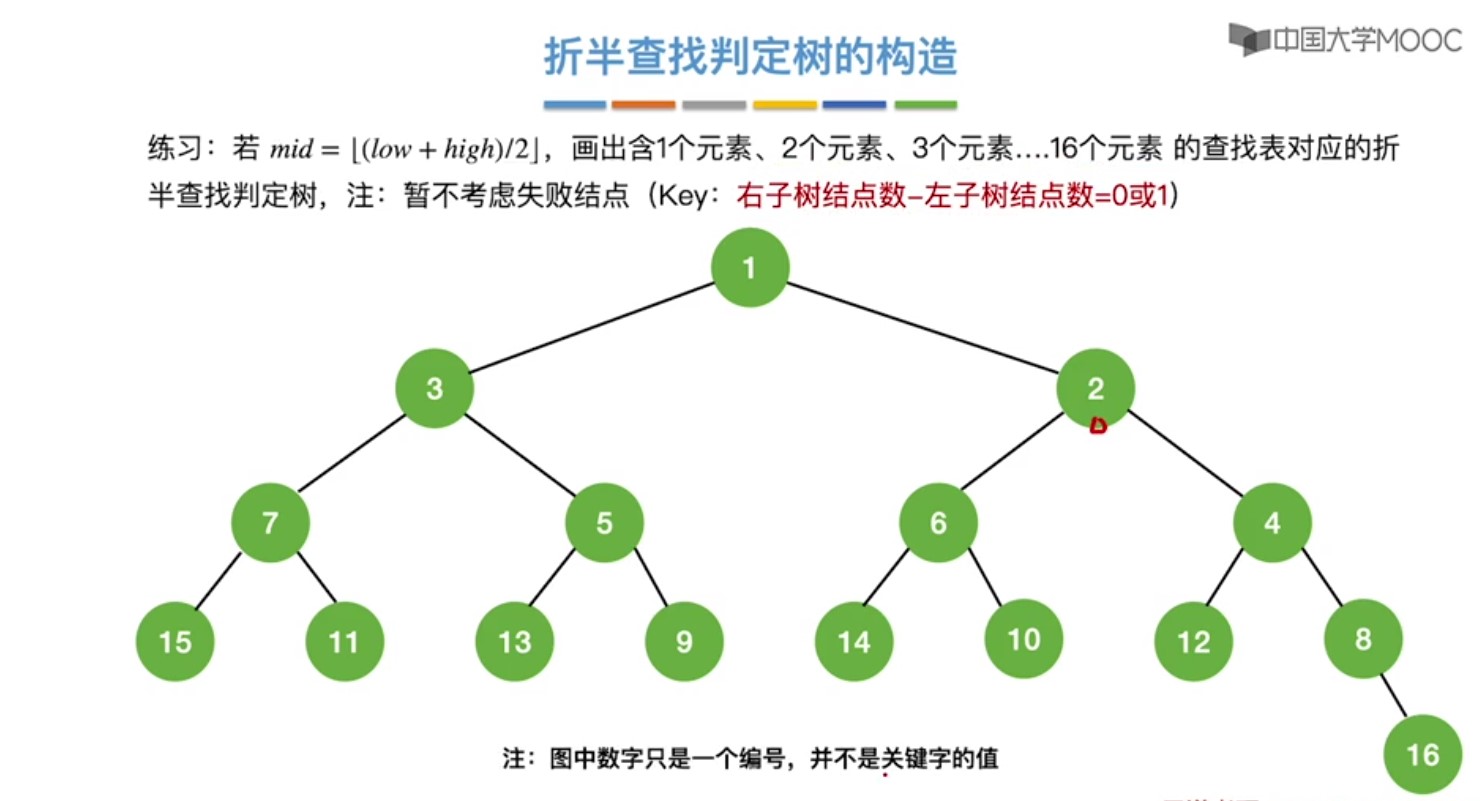 中国大学MOOC
折半查找判定树的构造
练习：若 mid = ⌊(low + high)/2⌋，画出含1个元素、2个元素、3个元素....16个元素 的查找表对应的折
半查找判定树，注：暂不考虑失败结点（Key：右子树结点数–左子树结点数=0或1）
1
3 2
7 5 6 4
15 11 13 9 14 10 12 8
16
注：图中数字只是一个编号，并不是关键字的值